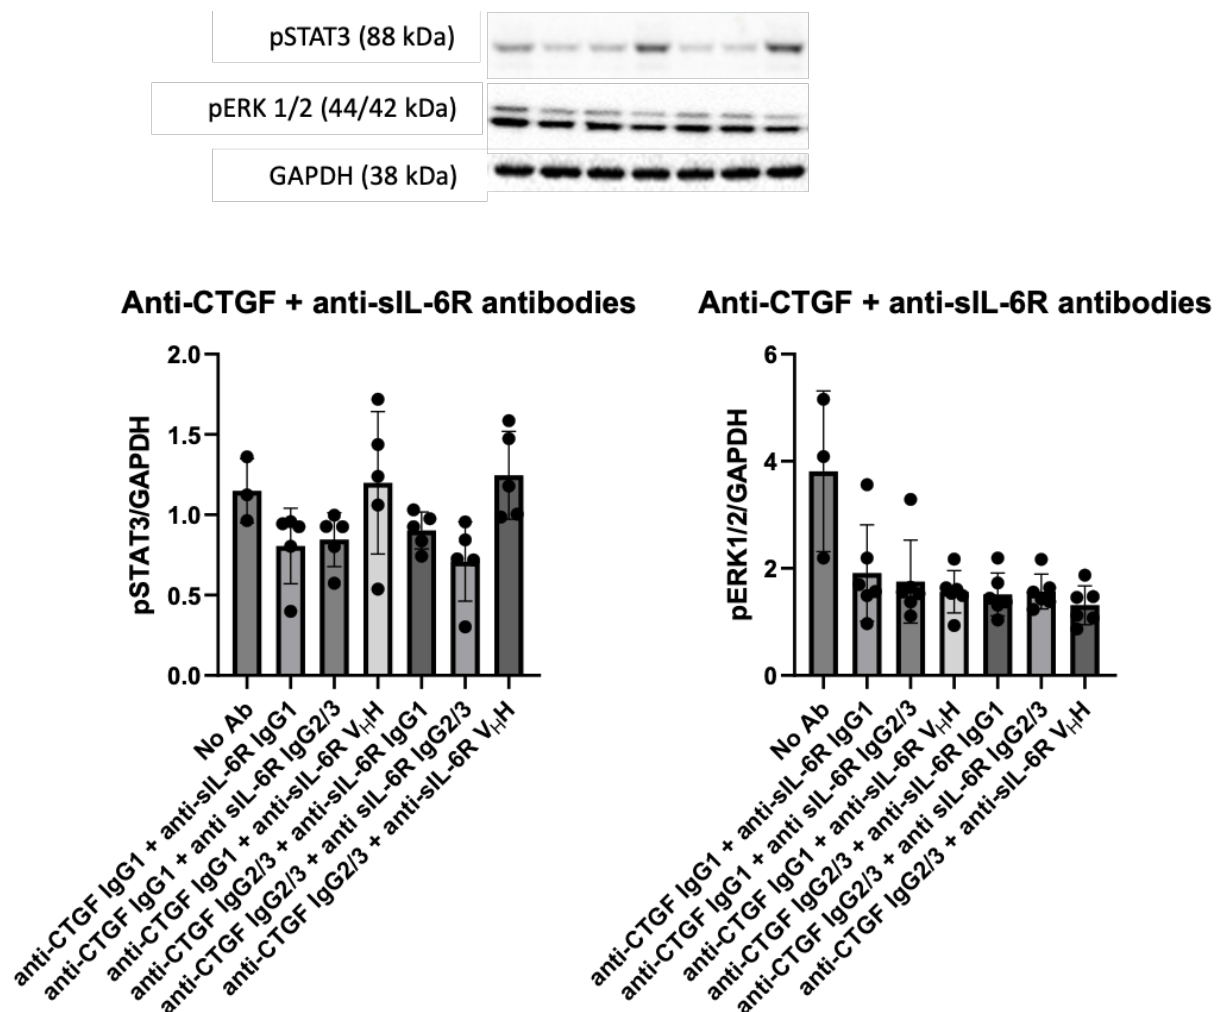 pSTAT3 (88 kDa)
pERK 1/2 (44/42 kDa)
GAPDH (38 kDa)
Anti-CTGF + anti-sIL-6R antibodies
2.0
1.5
1.0
0.5
0.0
pSTAT3/GAPDH
No Ab
anti-CTGF IgG1 + anti-sIL-6R IgG1
anti-CTGF IgG1 + anti sIL-6R IgG2/3
anti-CTGF IgG1 + anti-sIL-6R VHH
anti-CTGF IgG2/3 + anti-sIL-6R IgG1
anti-CTGF IgG2/3 + anti sIL-6R IgG2/3
anti-CTGF IgG2/3 + anti-sIL-6R VHH
Anti-CTGF + anti-sIL-6R antibodies
6
4
2
0
pERK1/2/GAPDH
No Ab
anti-CTGF IgG1 + anti-sIL-6R IgG1
anti-CTGF IgG1 + anti sIL-6R IgG2/3
anti-CTGF IgG1 + anti-sIL-6R VHH
anti-CTGF IgG2/3 + anti-sIL-6R IgG1
anti-CTGF IgG2/3 + anti sIL-6R IgG2/3
anti-CTGF IgG2/3 + anti-sIL-6R VHH